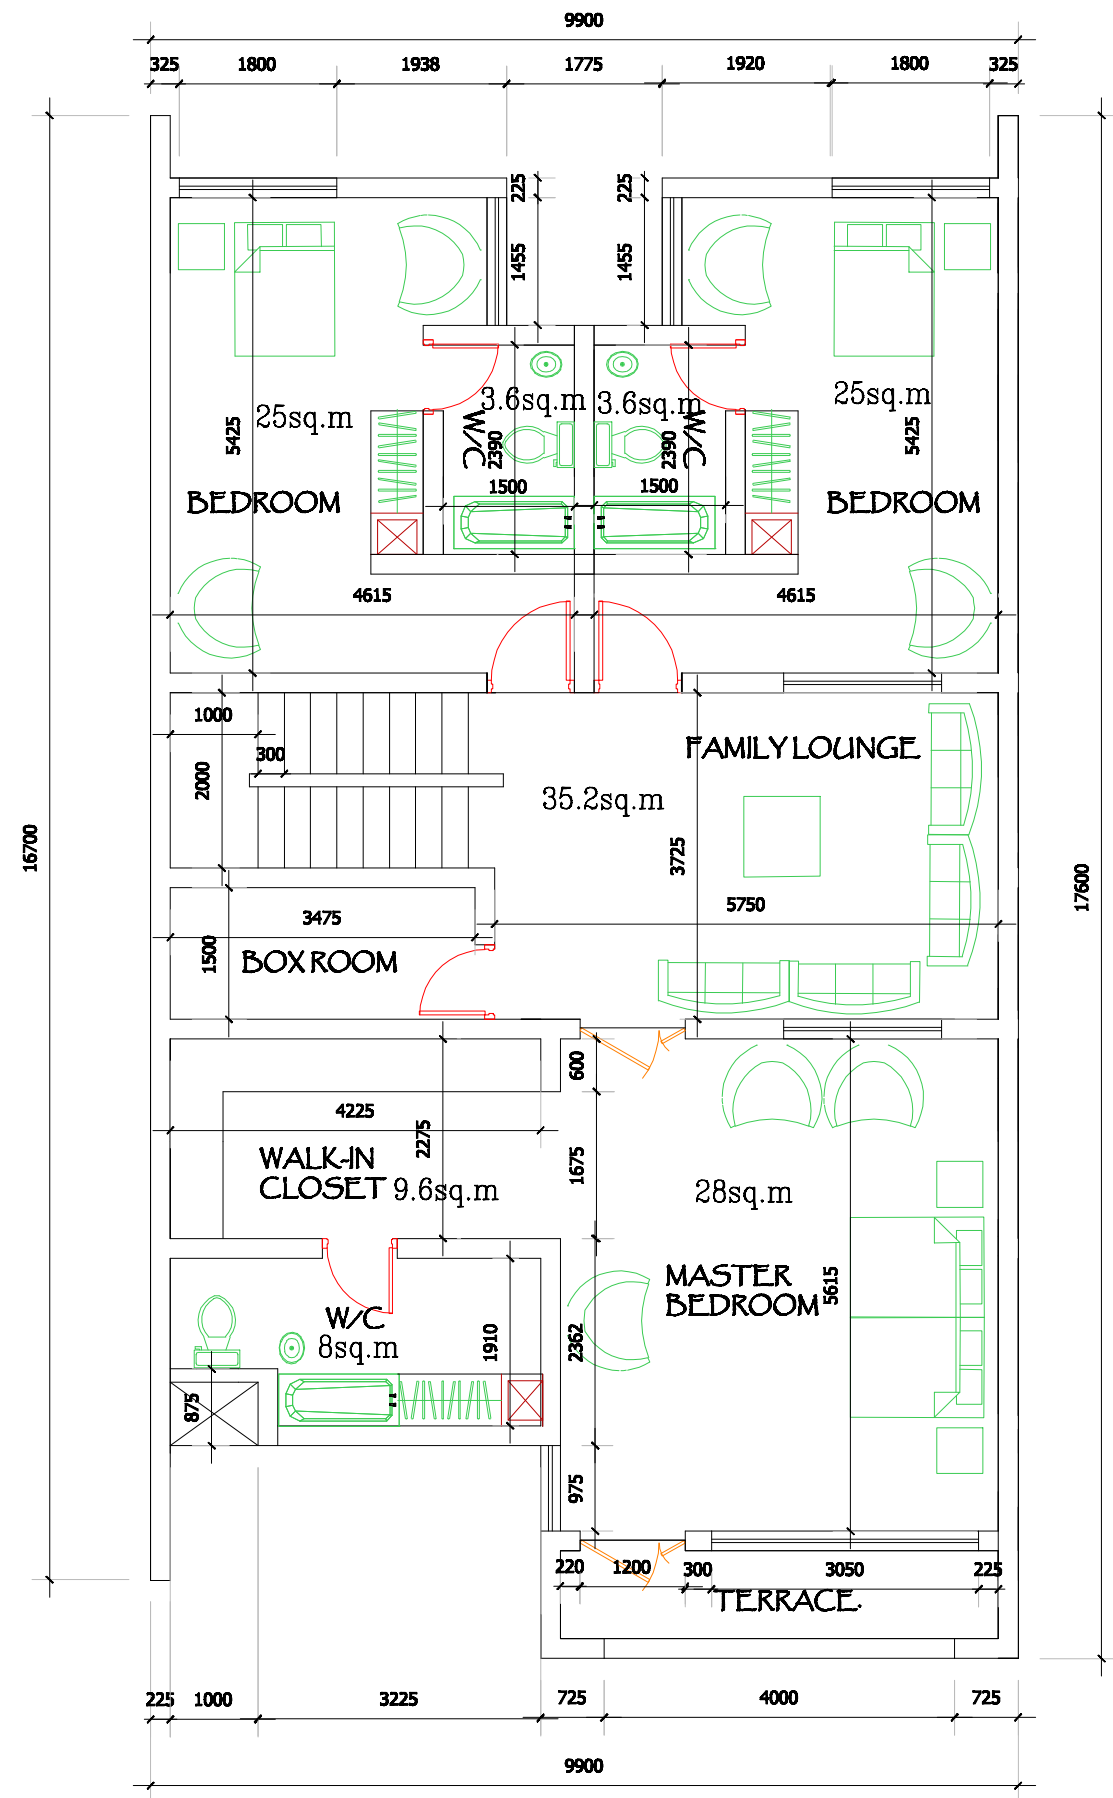 9900
325 1800 1938 1775 1920 1800 325
225 225
1455 1455
3.6sq.m 3.6sq.m 25sq.m
25sq.m
5425 W/C 2390 2390 W/C 5425
1500 1500
BEDROOM BEDROOM
4615 4615
1000
FAMILY LOUNGE
300
2000 35.2sq.m
16700 3725 17600
3475 5750
1500 BOX ROOM
600
4225
2275
WALK-IN 1675
CLOSET 9.6sq.m 28sq.m
MASTER
BEDROOM 5615
W/C
8sq.m 1910 2362
875
975
220 1200 300 3050 225
TERRACE.
225 1000 3225 725 4000 725
9900